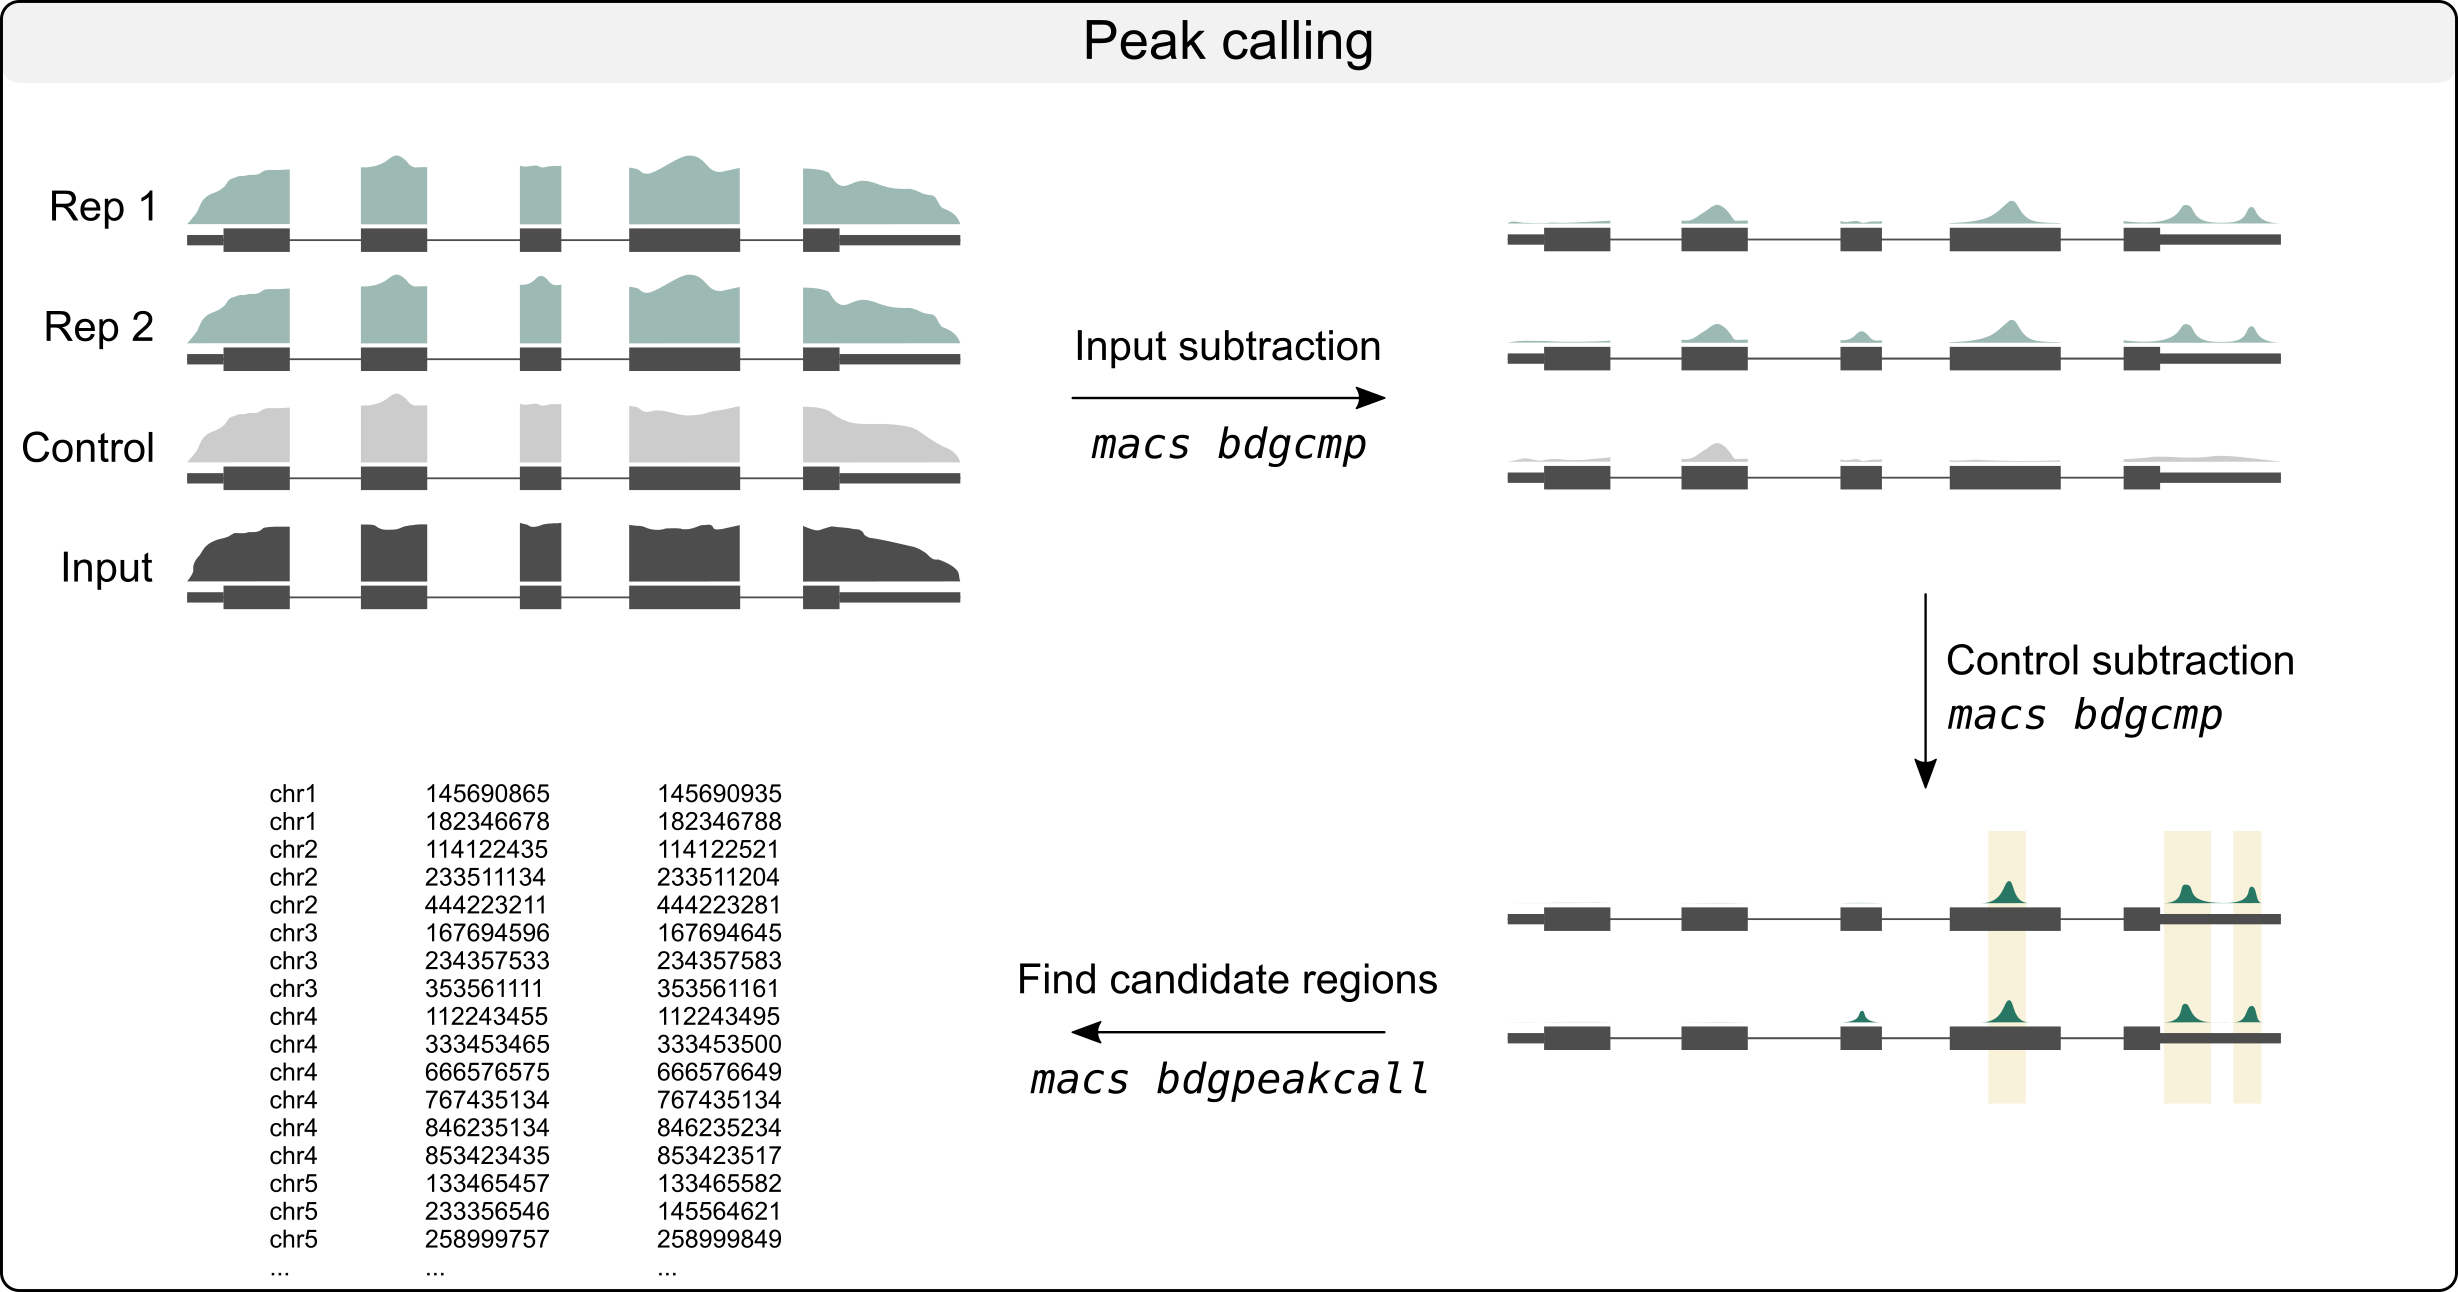 Peak calling
Rep 1
Rep 2
Control
Input
Input subtraction
macs bdgcmp
Control subtraction
macs bdgcmp
Find candidate regions
macs bdgpeakcall
chr1 145690865 145690935
chr1 182346678 182346788
chr2 114122435 114122521
chr2 233511134 233511204
chr2 444223211 444223281
chr3 167694596 167694645
chr3 234357533 234357583
chr3 353561111 353561161
chr4 112243455 112243495
chr4 333453465 333453500
chr4 666576575 666576649
chr4 767435134 767435134
chr4 846235134 846235234
chr4 853423435 853423517
chr5 133465457 133465582
chr5 233356546 145564621
chr5 258999757 258999849
... ... ...